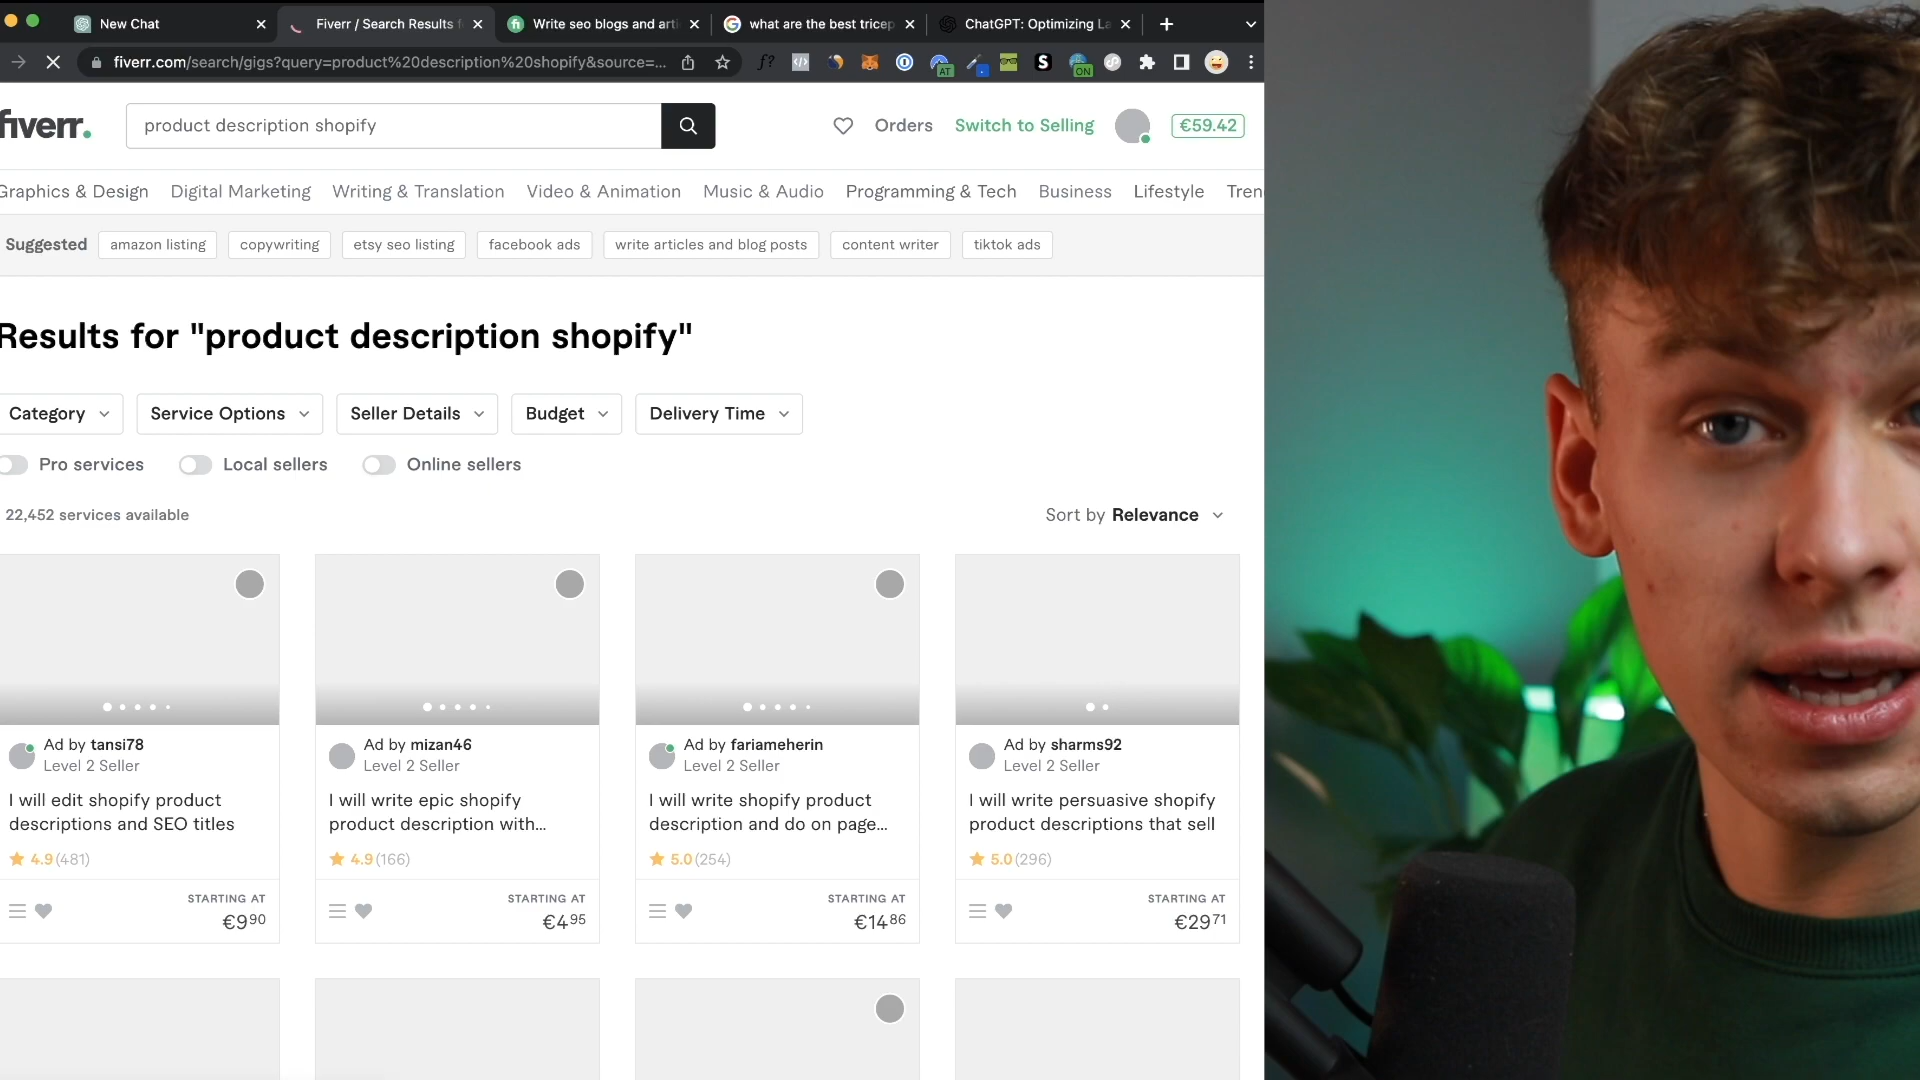 New Chat
Fiverr / Search Results
Write seo blogs and arti
what are the best tricep
ChatGPT: Optimizing La
fiverr.com/search/gigs?query=product%20description%20shopify&source=...
AT
ON
fiverr.
product description shopify
Orders
Switch to Selling
€59.42
Graphics & Design
Digital Marketing
Writing & Translation
Video & Animation
Music & Audio
Programming & Tech
Business
Lifestyle
Tren
Suggested
amazon listing
copywriting
etsy seo listing
facebook ads
write articles and blog posts
content writer
tiktok ads
Results for "product description shopify"
Category
Service Options
Seller Details
Budget
Delivery Time
Pro services
Local sellers
Online sellers
22,452 services available
Sort by Relevance
Ad by tansi78
Level 2 Seller
I will edit shopify product
descriptions and SEO titles
4.9(481)
STARTING AT
€9 90
Ad by mizan46
Level 2 Seller
I will write epic shopify
product description with...
4.9(166)
STARTING AT
€4 95
Ad by fariameherin
Level 2 Seller
I will write shopify product
description and do on page...
5.0(254)
STARTING AT
€14 86
Ad by sharms92
Level 2 Seller
I will write persuasive shopify
product descriptions that sell
5.0(296)
STARTING AT
€29 71